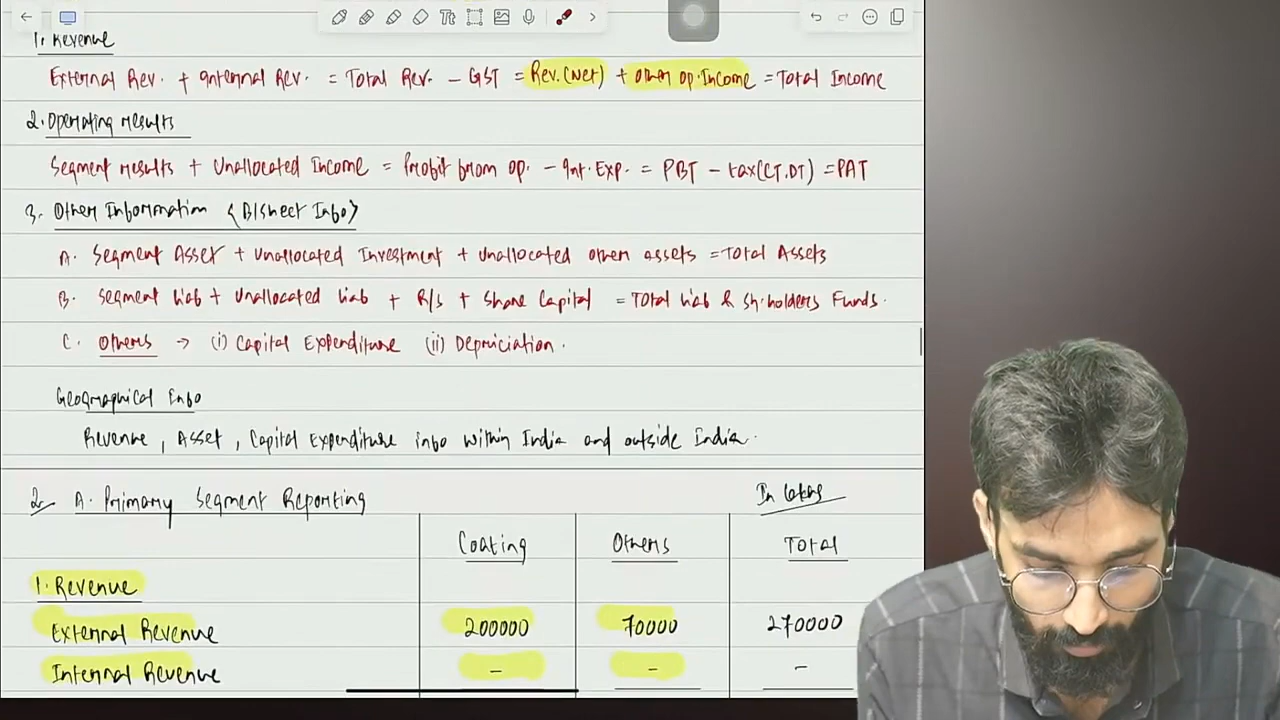 1. Revenue
External Rev. + Internal Rev. = Total Rev. - GST = Rev.(Net) + Other Op.Income = Total Income
2. Operating results
Segment results + Unallocated Income = Profit from op. - Int. Exp. = PBT - tax(CT.DT) = PAT
3. Other Information {B/Sheet Info}
A. Segment Asset + Unallocated Investment + Unallocated other assets = Total Assets
B. Segment Liab + Unallocated Liab + R/s + Share Capital = Total Liab & Sh.holders Funds.
C. Others → (i) Capital Expenditure (ii) Depriciation.
Geographical Info
Revenue, Asset, Capital Expenditure info within India and outside India.
2. A. Primary Segment Reporting
In lakhs
Coating Others Total
1. Revenue
External Revenue 200000 70000 270000
Internal Revenue - - -